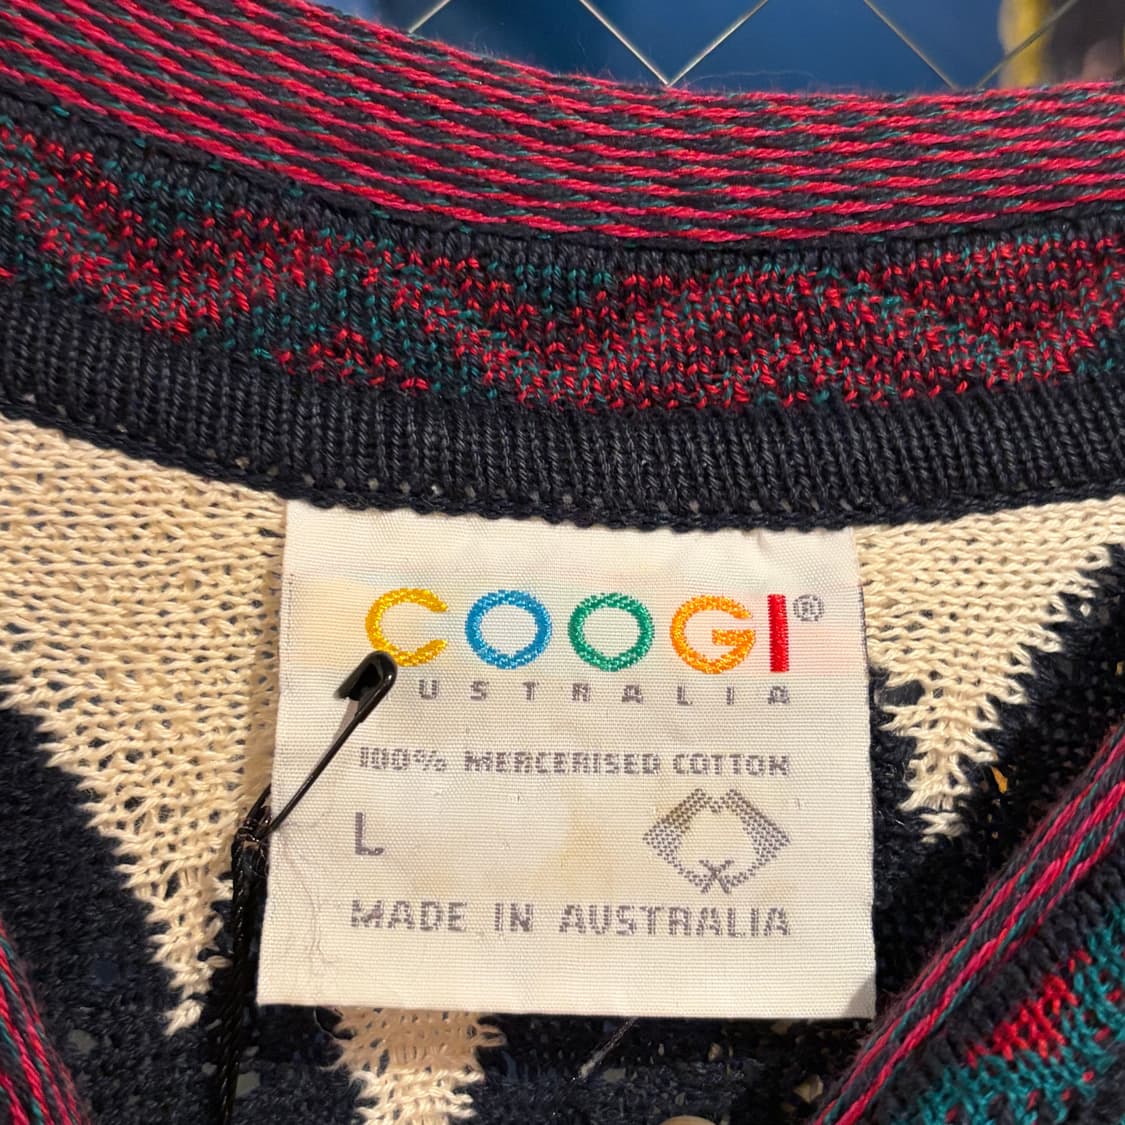 COOGI®
AUSTRALIA
100% MERCERISED COTTON
L
MADE IN AUSTRALIA